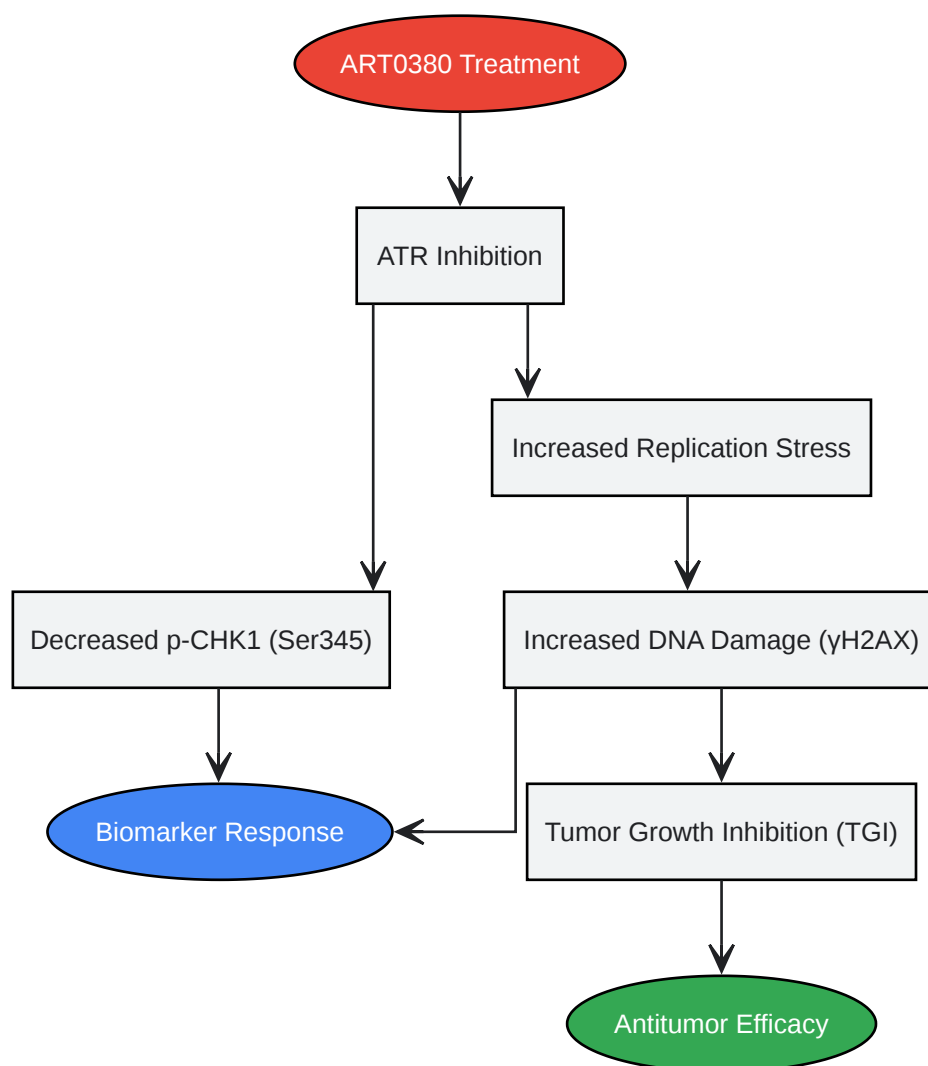 ART0380 Treatment
ATR Inhibition
Increased Replication Stress
Decreased p-CHK1 (Ser345)
Increased DNA Damage (γH2AX)
Biomarker Response
Tumor Growth Inhibition (TGI)
Antitumor Efficacy